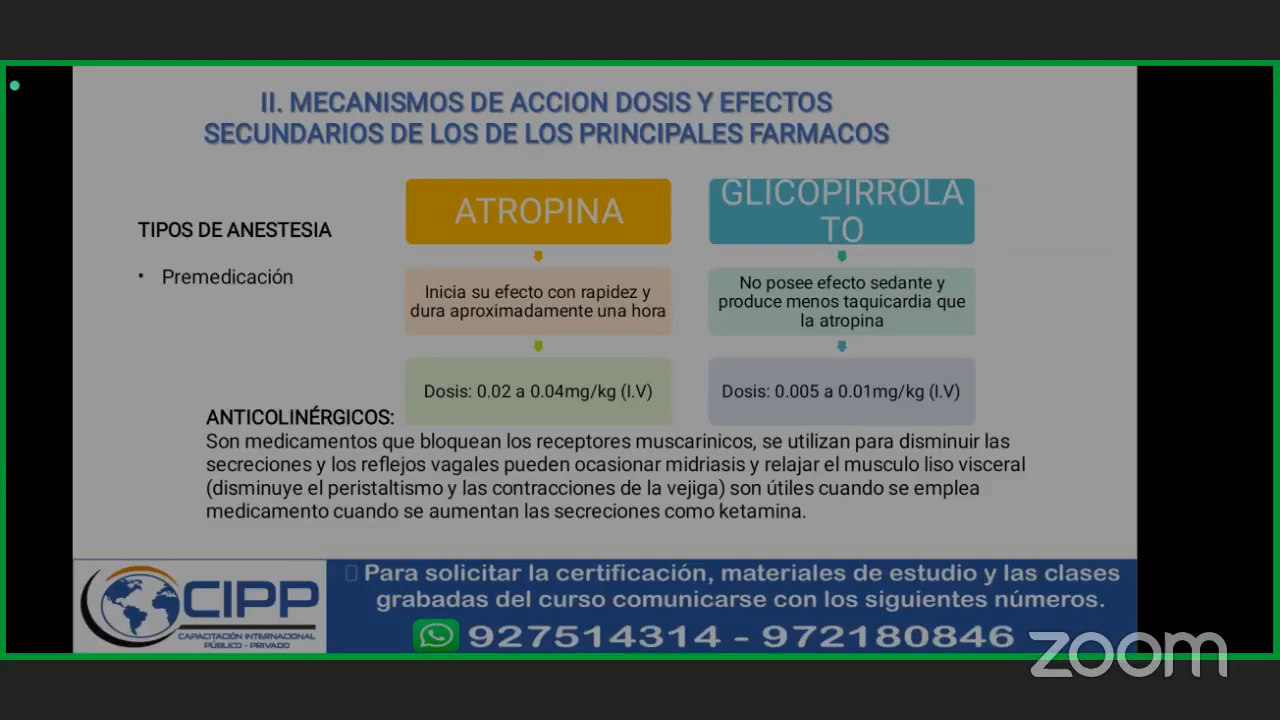 II. MECANISMOS DE ACCION DOSIS Y EFECTOS
SECUNDARIOS DE LOS DE LOS PRINCIPALES FARMACOS
TIPOS DE ANESTESIA
• Premedicación
ATROPINA
Inicia su efecto con rapidez y
dura aproximadamente una hora
Dosis: 0.02 a 0.04mg/kg (I.V)
GLICOPIRROLA
TO
No posee efecto sedante y
produce menos taquicardia que
la atropina
Dosis: 0.005 a 0.01mg/kg (I.V)
ANTICOLINÉRGICOS:
Son medicamentos que bloquean los receptores muscarinicos, se utilizan para disminuir las
secreciones y los reflejos vagales pueden ocasionar midriasis y relajar el musculo liso visceral
(disminuye el peristaltismo y las contracciones de la vejiga) son útiles cuando se emplea
medicamento cuando se aumentan las secreciones como ketamina.
CIPP
CAPACITACIÓN INTERNACIONAL
PÚBLICO - PRIVADO
Para solicitar la certificación, materiales de estudio y las clases
grabadas del curso comunicarse con los siguientes números.
927514314 - 972180846
zoom